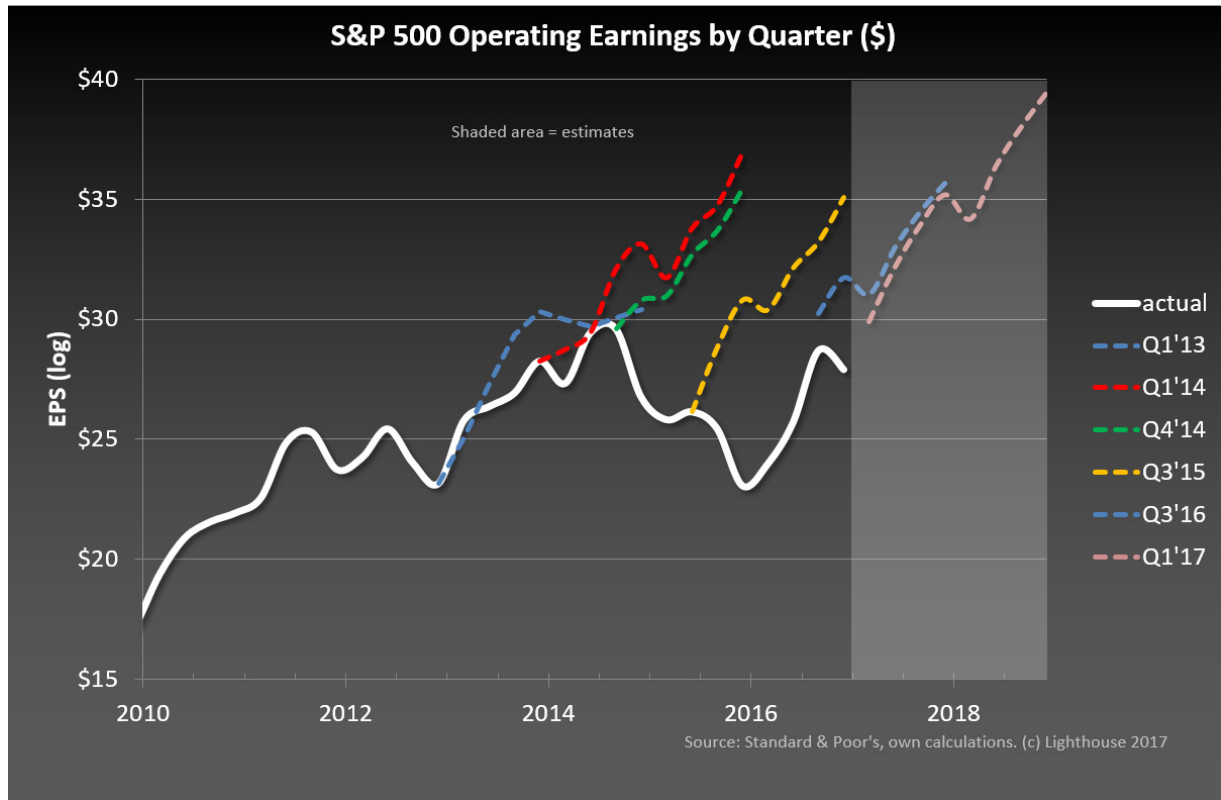 S&P 500 Operating Earnings by Quarter ($)
$40
Shaded area = estimates
$35
$30
$25
$20
$15
EPS (log)
actual
Q1'13
Q1'14
Q4'14
Q3'15
Q3'16
Q1'17
2010 2012 2014 2016 2018
Source: Standard & Poor's, own calculations. (c) Lighthouse 2017